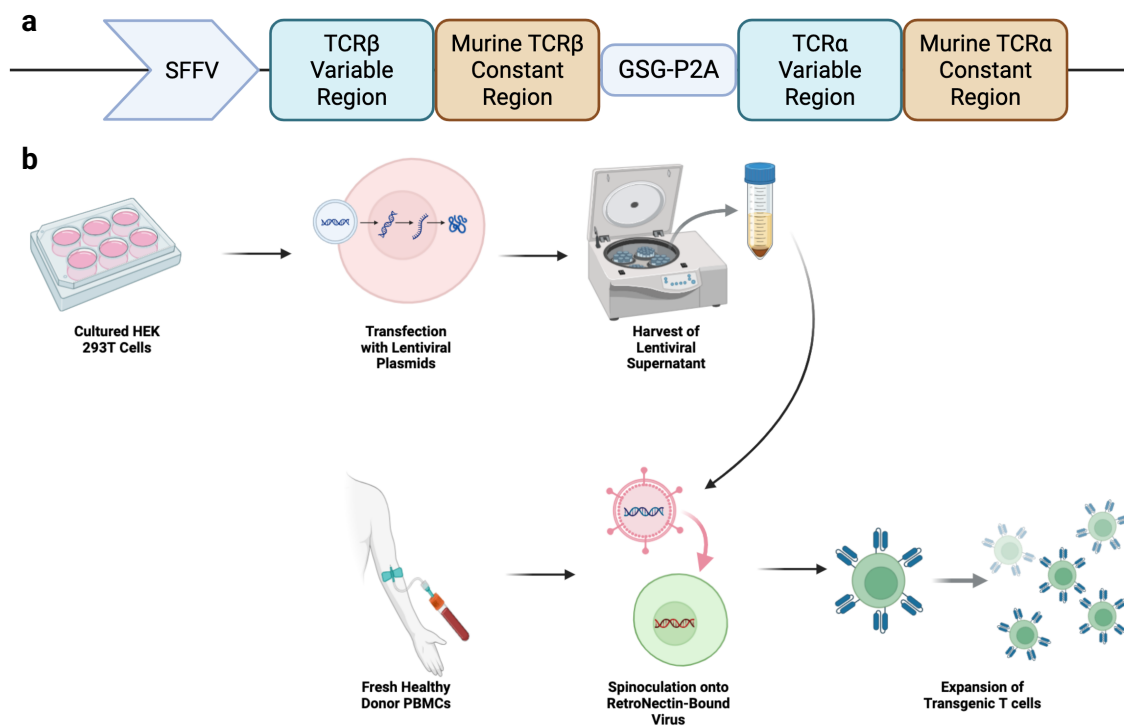 a
SFFV
TCRβ
Variable
Region
Murine TCRβ
Constant
Region
GSG-P2A
TCRα
Variable
Region
Murine TCRα
Constant
Region
b
Cultured HEK
293T Cells
Transfection
with Lentiviral
Plasmids
Harvest of
Lentiviral
Supernatant
Fresh Healthy
Donor PBMCs
Spinoculation onto
RetroNectin-Bound
Virus
Expansion of
Transgenic T cells